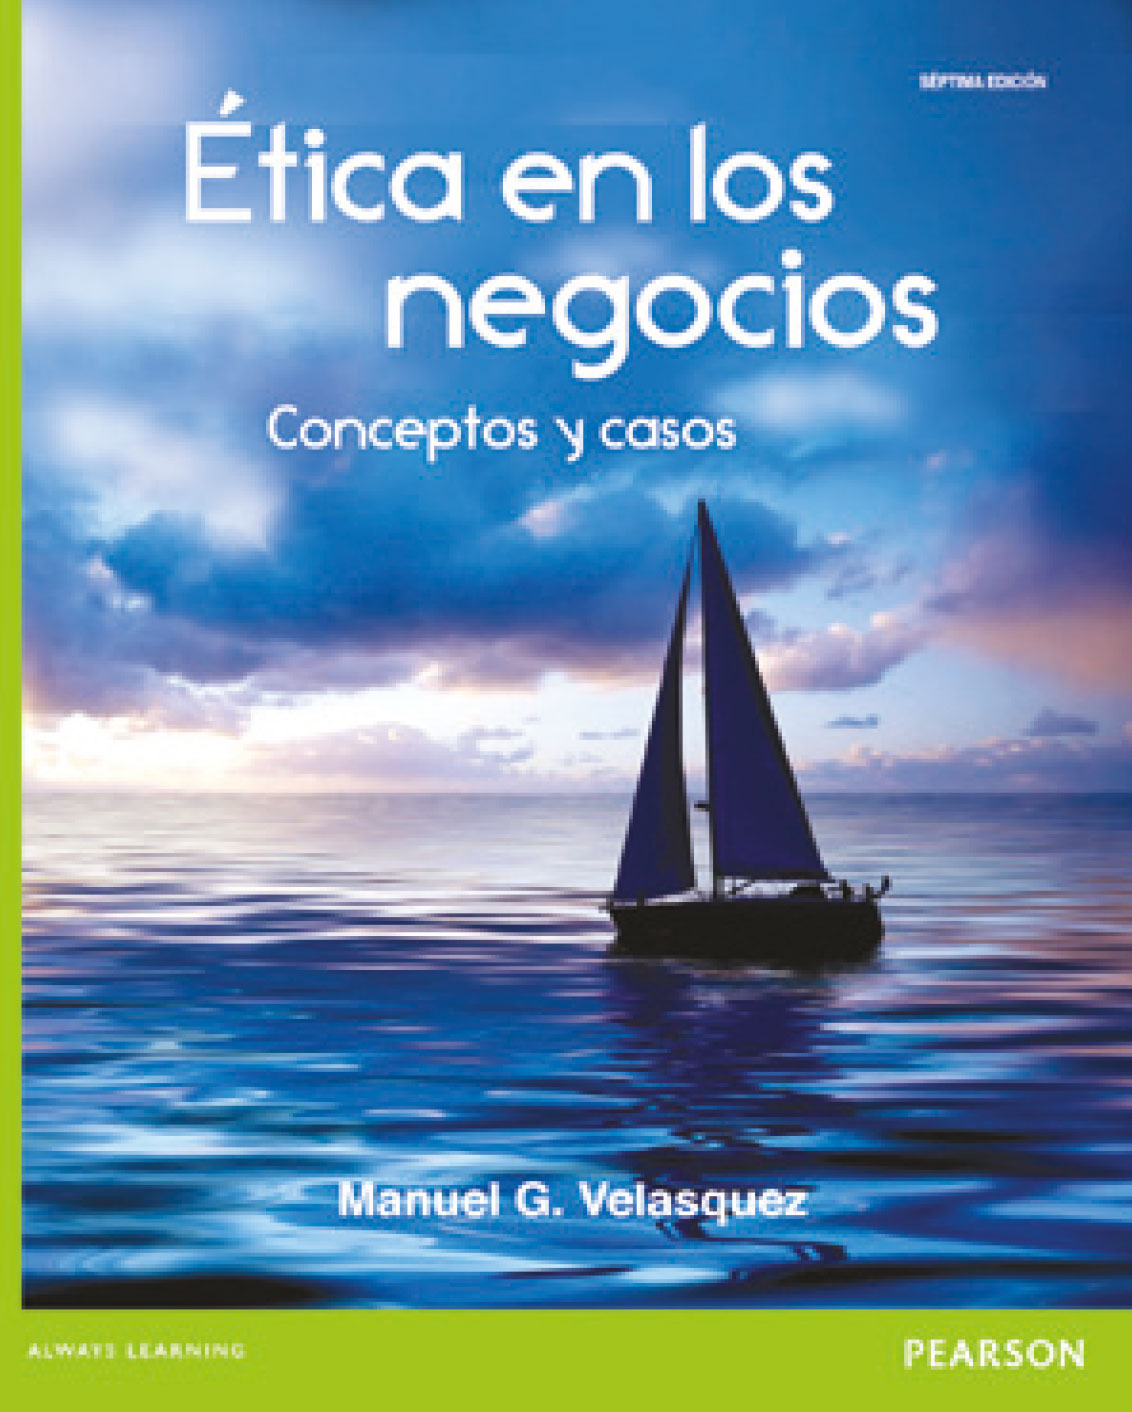 SÉPTIMA EDICIÓN
Ética en los
negocios
Conceptos y casos
Manuel G. Velasquez
ALWAYS LEARNING
PEARSON